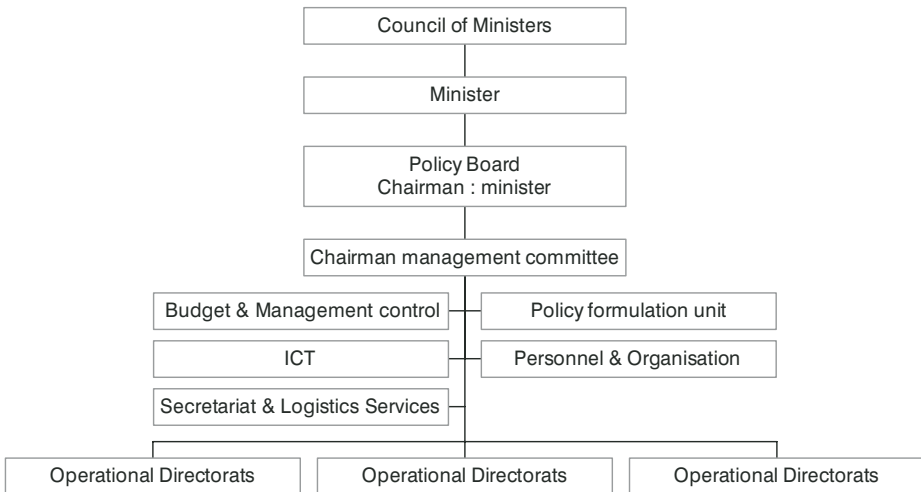 Council of Ministers
Minister
Policy Board
Chairman : minister
Chairman management committee
Budget & Management control
Policy formulation unit
ICT
Personnel & Organisation
Secretariat & Logistics Services
Operational Directorats
Operational Directorats
Operational Directorats